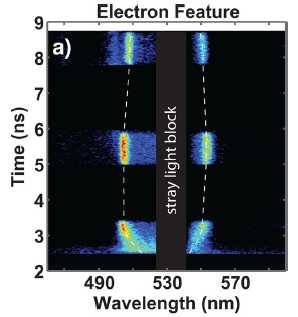 Electron Feature
a)
9
8
7
6
5
4
3
2
Time (ns)
stray light block
490 530 570
Wavelength (nm)